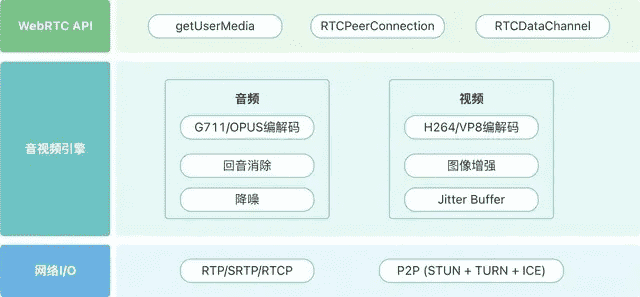 WebRTC API
getUserMedia
RTCPeerConnection
RTCDataChannel
音视频引擎
音频
G711/OPUS编解码
回音消除
降噪
视频
H264/VP8编解码
图像增强
Jitter Buffer
网络I/O
RTP/SRTP/RTCP
P2P (STUN + TURN + ICE)